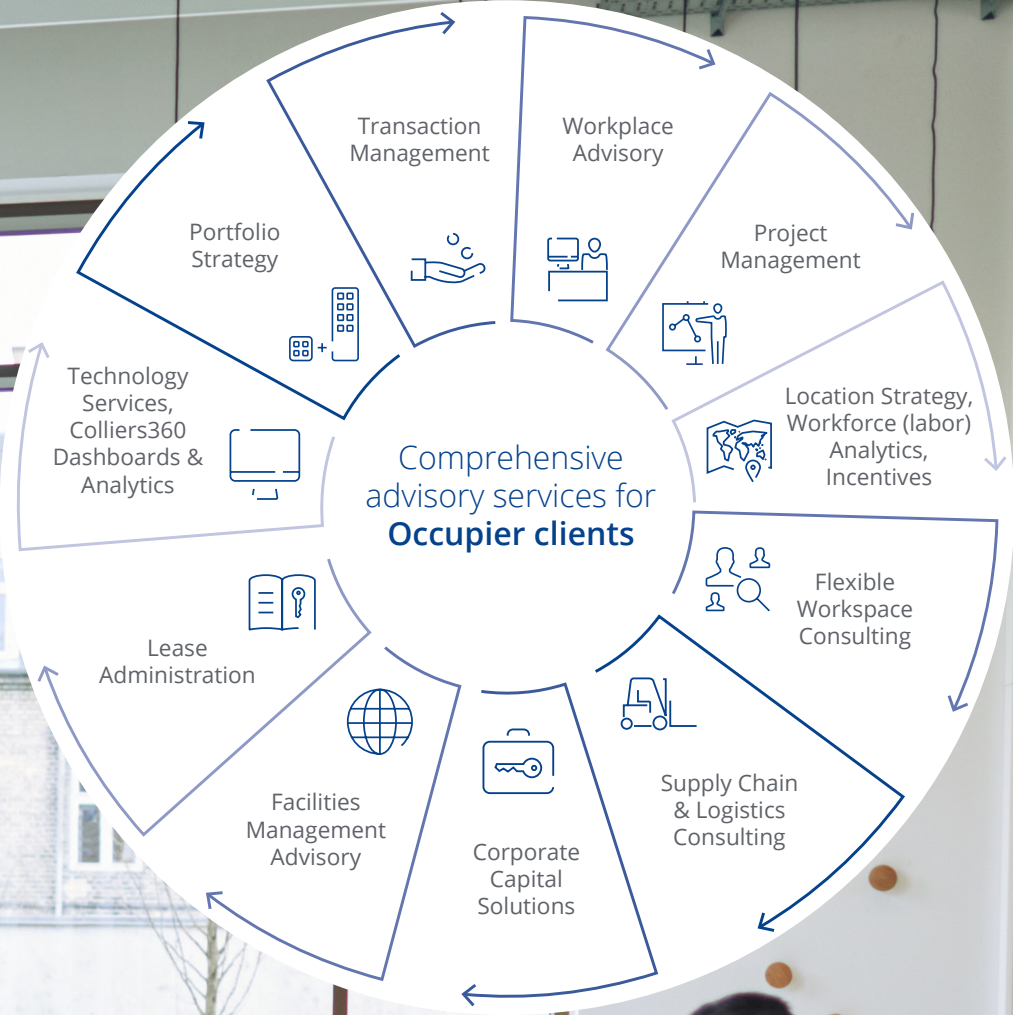 Transaction
Management
Workplace
Advisory
Project
Management
Location Strategy,
Workforce (labor)
Analytics,
Incentives
Flexible
Workspace
Consulting
Supply Chain
& Logistics
Consulting
Corporate
Capital
Solutions
Facilities
Management
Advisory
Lease
Administration
Technology
Services,
Colliers360
Dashboards &
Analytics
Portfolio
Strategy
Comprehensive
advisory services for
Occupier clients